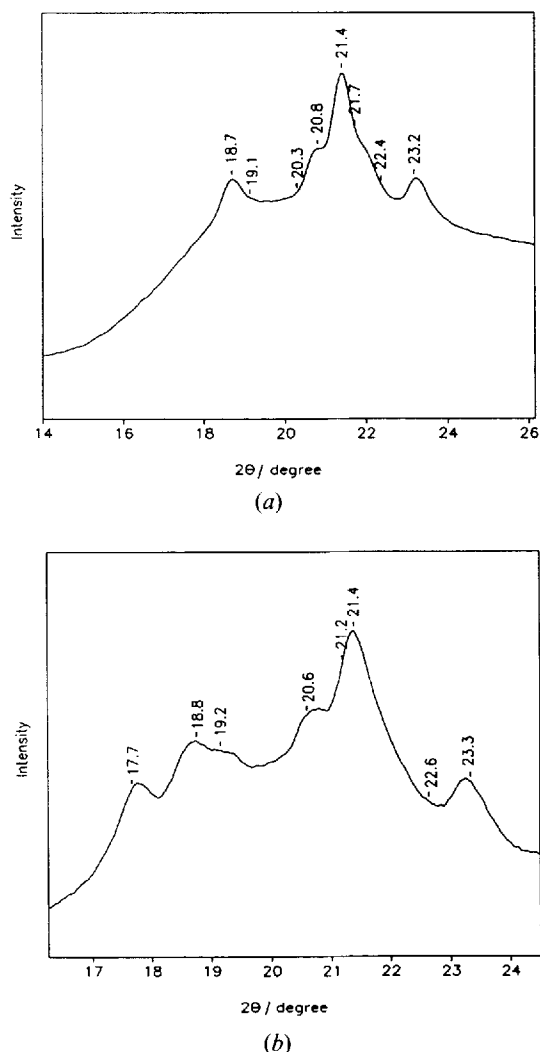 21.4
21.7
20.8
22.4
23.2
18.7
19.1
20.3
Intensity
14 16 18 20 22 24 26
2Θ / degree
(a)
21.4
21.2
20.6
18.8
19.2
17.7
22.6
23.3
Intensity
17 18 19 20 21 22 23 24
2Θ / degree
(b)